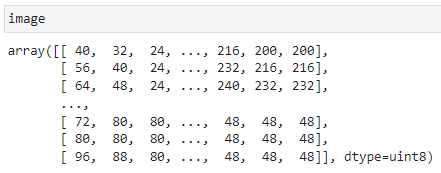 image
array([[ 40,  32,  24, ..., 216, 200, 200],
       [ 56,  40,  24, ..., 232, 216, 216],
       [ 64,  48,  24, ..., 240, 232, 232],
       ...,
       [ 72,  80,  80, ...,  48,  48,  48],
       [ 80,  80,  80, ...,  48,  48,  48],
       [ 96,  88,  80, ...,  48,  48,  48]], dtype=uint8)